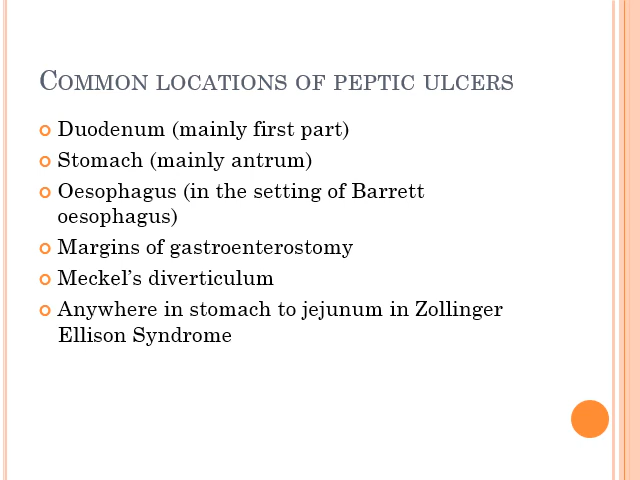 COMMON LOCATIONS OF PEPTIC ULCERS
Duodenum (mainly first part)
Stomach (mainly antrum)
Oesophagus (in the setting of Barrett
oesophagus)
Margins of gastroenterostomy
Meckel’s diverticulum
Anywhere in stomach to jejunum in Zollinger
Ellison Syndrome